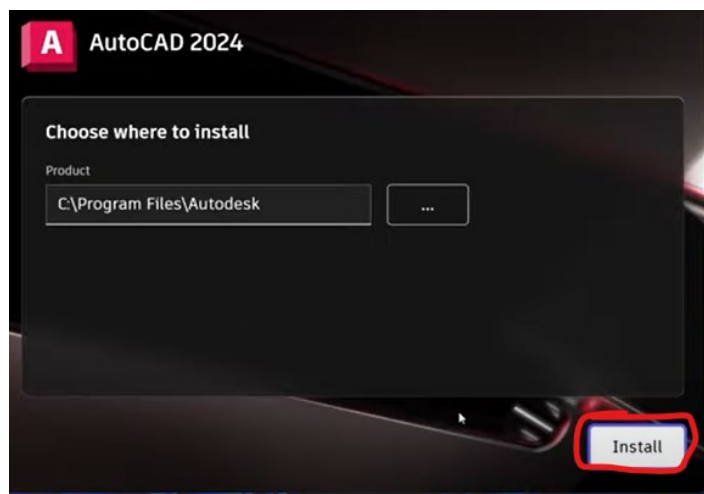 A AutoCAD 2024
Choose where to install
Product
C:\Program Files\Autodesk ...
Install